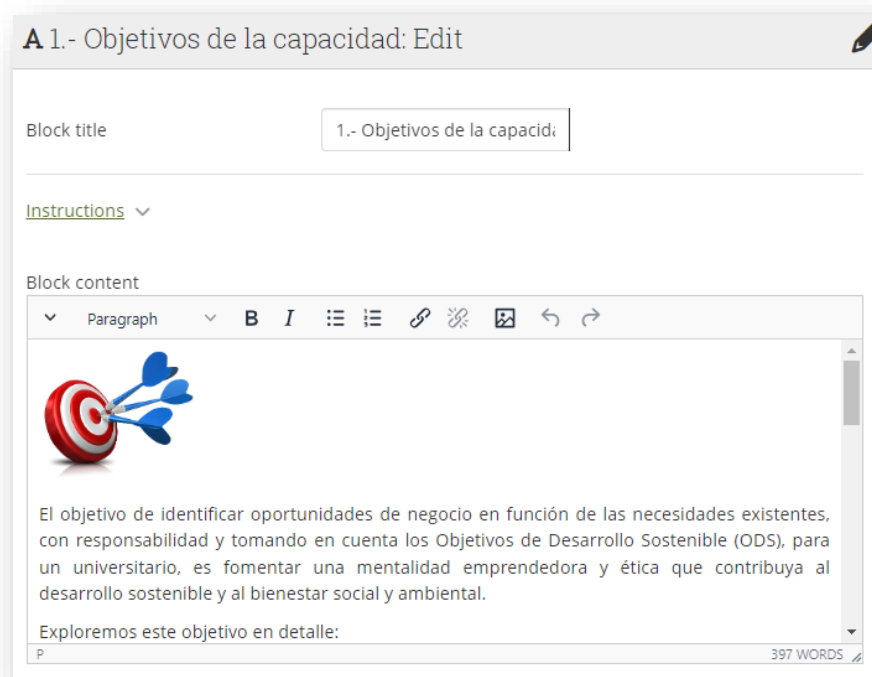 A 1.- Objetivos de la capacidad: Edit
Block title
1.- Objetivos de la capacida
Instructions
Block content
Paragraph B I
El objetivo de identificar oportunidades de negocio en función de las necesidades existentes,
con responsabilidad y tomando en cuenta los Objetivos de Desarrollo Sostenible (ODS), para
un universitario, es fomentar una mentalidad emprendedora y ética que contribuya al
desarrollo sostenible y al bienestar social y ambiental.
Exploremos este objetivo en detalle:
P 397 WORDS